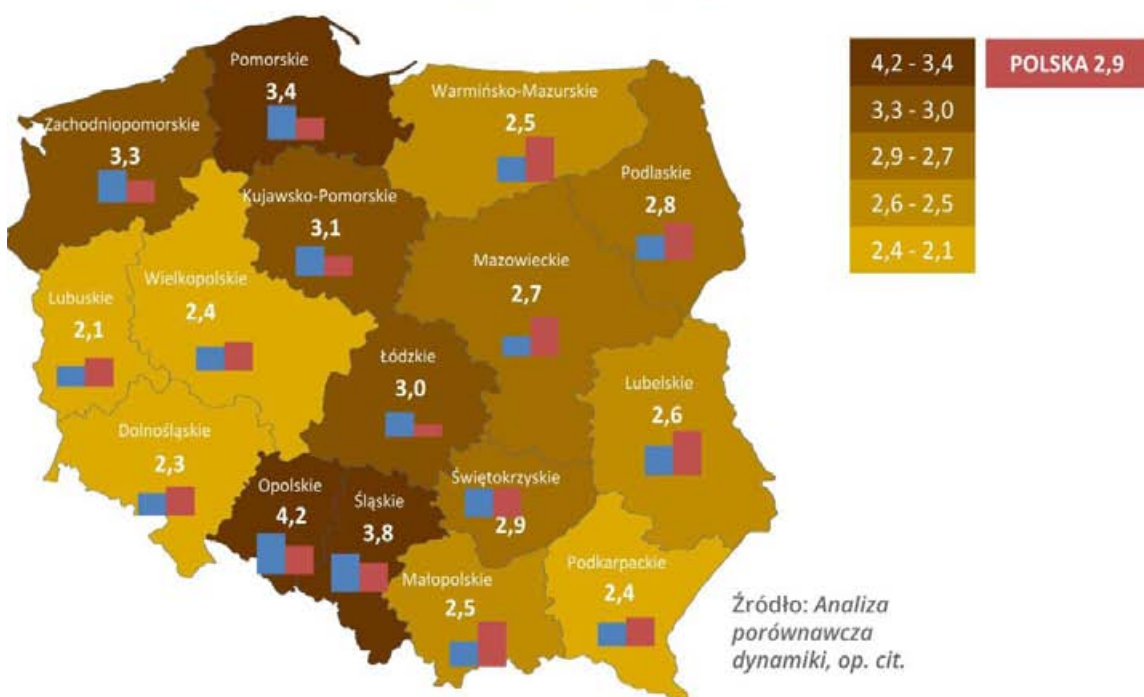 Pomorskie
3,4
Warmińsko-Mazurskie
2,5
Zachodniopomorskie
3,3
Kujawsko-Pomorskie
3,1
Podlaskie
2,8
Mazowieckie
2,7
Wielkopolskie
2,4
Lubuskie
2,1
Łódzkie
3,0
Lubelskie
2,6
Dolnośląskie
2,3
Opolskie
4,2
Śląskie
3,8
Świętokrzyskie
2,9
Małopolskie
2,5
Podkarpackie
2,4
4,2 - 3,4
3,3 - 3,0
2,9 - 2,7
2,6 - 2,5
2,4 - 2,1
POLSKA 2,9
Źródło: Analiza
porównawcza
dynamiki, op. cit.